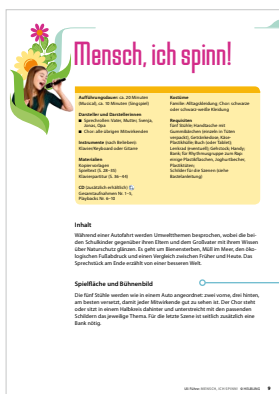 Mensch, ich spinn!
Aufführungsdauer: ca. 20 Minuten
(Musical), ca. 10 Minuten (Singspiel)
Darsteller und Darstellerinnen
■ Sprechrollen: Vater, Mutter, Svenja,
Jonas, Opa
■ Chor: alle übrigen Mitwirkenden
Instrumente (nach Belieben):
Klavier/Keyboard oder Gitarre
Materialien
Kopiervorlagen
Spieltext (S. 28–35)
Klavierpartitur (S. 36–44)
CD (zusätzlich erhältlich)
Gesamtaufnahmen Nr. 1–5,
Playbacks Nr. 6–10
Kostüme
Familie: Alltagskleidung; Chor: schwarze
oder schwarz-weiße Kleidung
Requisiten
Fünf Stühle; Handtasche mit
Gummibärchen (einzeln in Tüten
verpackt); Getränkedose, Käse-
Plastikhülle; Buch (oder Tablet);
Lenkrad (eventuell); Gehstock; Handy;
Bank; für Rhythmusgruppe zum Rap:
einige Plastikflaschen, Joghurtbecher,
Plastiktüten;
Schilder für die Szenen (siehe
Bastelanleitung)
Inhalt
Während einer Autofahrt werden Umweltthemen besprochen, wobei die bei-
den Schulkinder gegenüber ihren Eltern und dem Großvater mit ihrem Wissen
über Naturschutz glänzen. Es geht um Bienensterben, Müll im Meer, den öko-
logischen Fußabdruck und einen Vergleich zwischen Früher und Heute. Das
Sprechstück am Ende erzählt von einer besseren Welt.
Spielfläche und Bühnenbild
Die fünf Stühle werden wie in einem Auto angeordnet: zwei vorne, drei hinten,
am besten versetzt, damit jeder Mitwirkende gut zu sehen ist. Der Chor steht
oder sitzt in einem Halbkreis dahinter und unterstreicht mit den passenden
Schildern das jeweilige Thema. Für die letzte Szene ist seitlich zusätzlich eine
Bank nötig.
MENSCH, ICH SPINN! © HELBLING 9